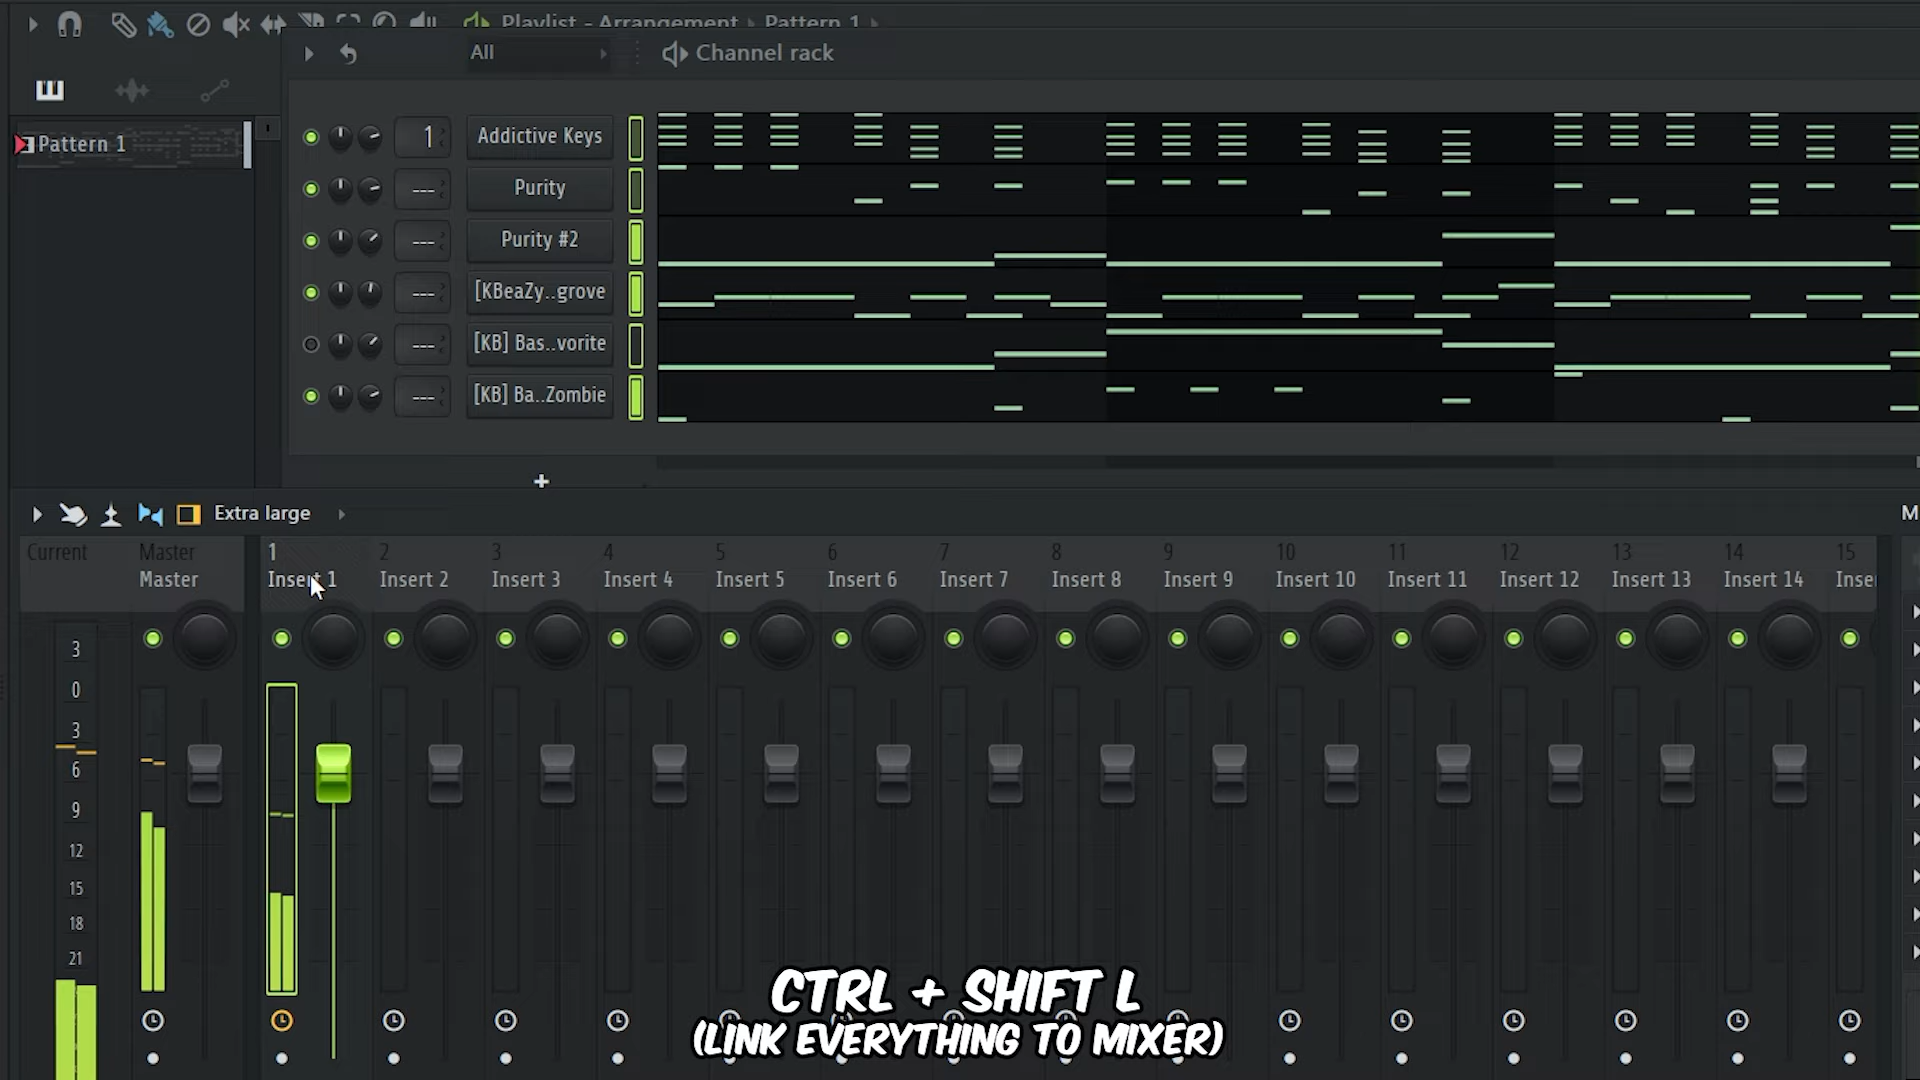 Playlist - Arrangement › Pattern 1 ›
All
Channel rack
Pattern 1
1 Addictive Keys
--- Purity
--- Purity #2
--- [KBeaZy..grove
--- [KB] Bas..vorite
--- [KB] Ba..Zombie
+
Extra large
M
Current Master 1 2 3 4 5 6 7 8 9 10 11 12 13 14 15
Master Insert 1 Insert 2 Insert 3 Insert 4 Insert 5 Insert 6 Insert 7 Insert 8 Insert 9 Insert 10 Insert 11 Insert 12 Insert 13 Insert 14 Inse
3
0
3
6
9
12
15
18
21
CTRL + SHIFT L
(LINK EVERYTHING TO MIXER)